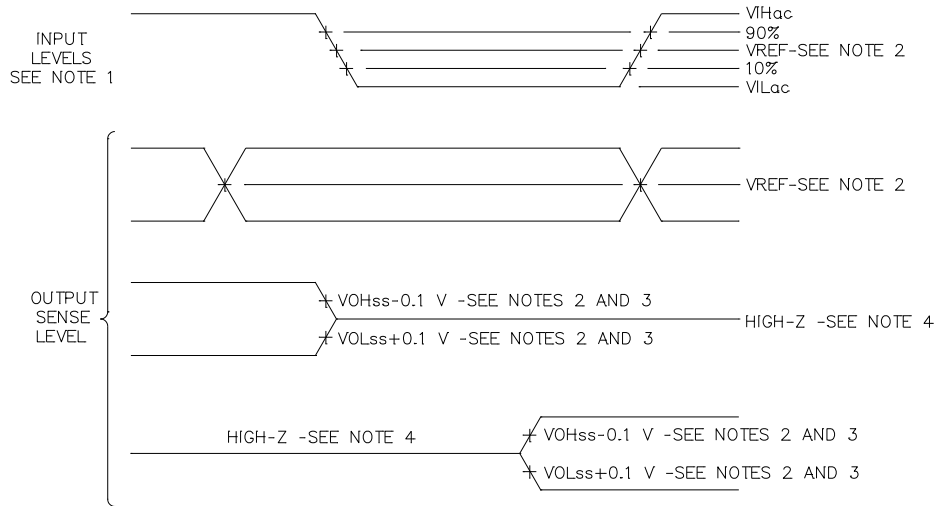 INPUT
LEVELS
SEE NOTE 1
VIHac
90%
VREF-SEE NOTE 2
10%
VILac
VREF-SEE NOTE 2
OUTPUT
SENSE
LEVEL
VOHss-0.1 V -SEE NOTES 2 AND 3
VOLss+0.1 V -SEE NOTES 2 AND 3
HIGH-Z -SEE NOTE 4
HIGH-Z -SEE NOTE 4
VOHss-0.1 V -SEE NOTES 2 AND 3
VOLss+0.1 V -SEE NOTES 2 AND 3